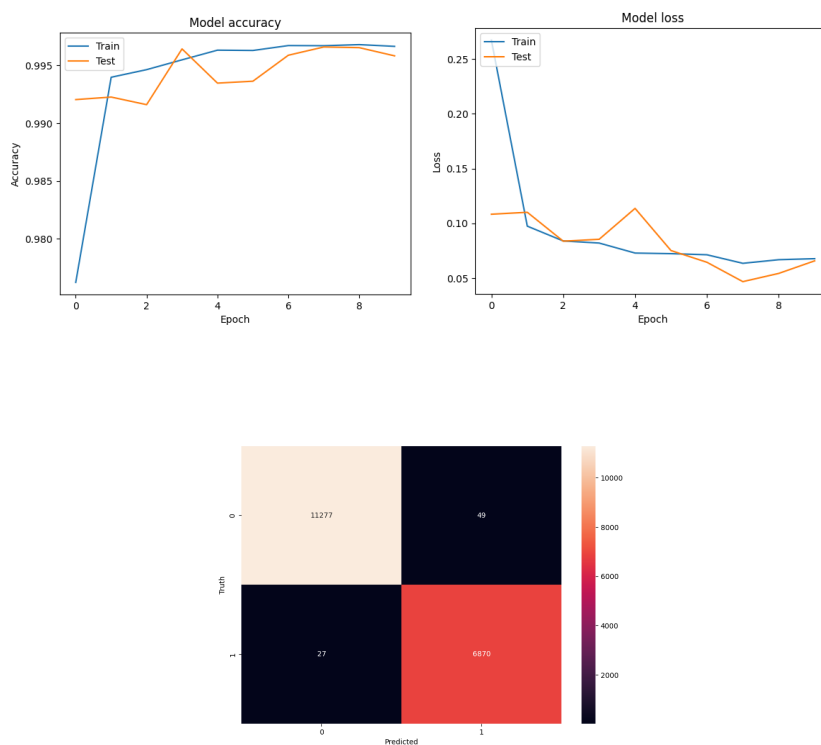 Model accuracy
Train
Test
0.995
0.990
0.985
0.980
Accuracy
0 2 4 6 8
Epoch
Model loss
Train
Test
0.25
0.20
0.15
0.10
0.05
Loss
0 2 4 6 8
Epoch
11277 49
27 6870
0
1
Truth
0 1
Predicted
10000
8000
6000
4000
2000